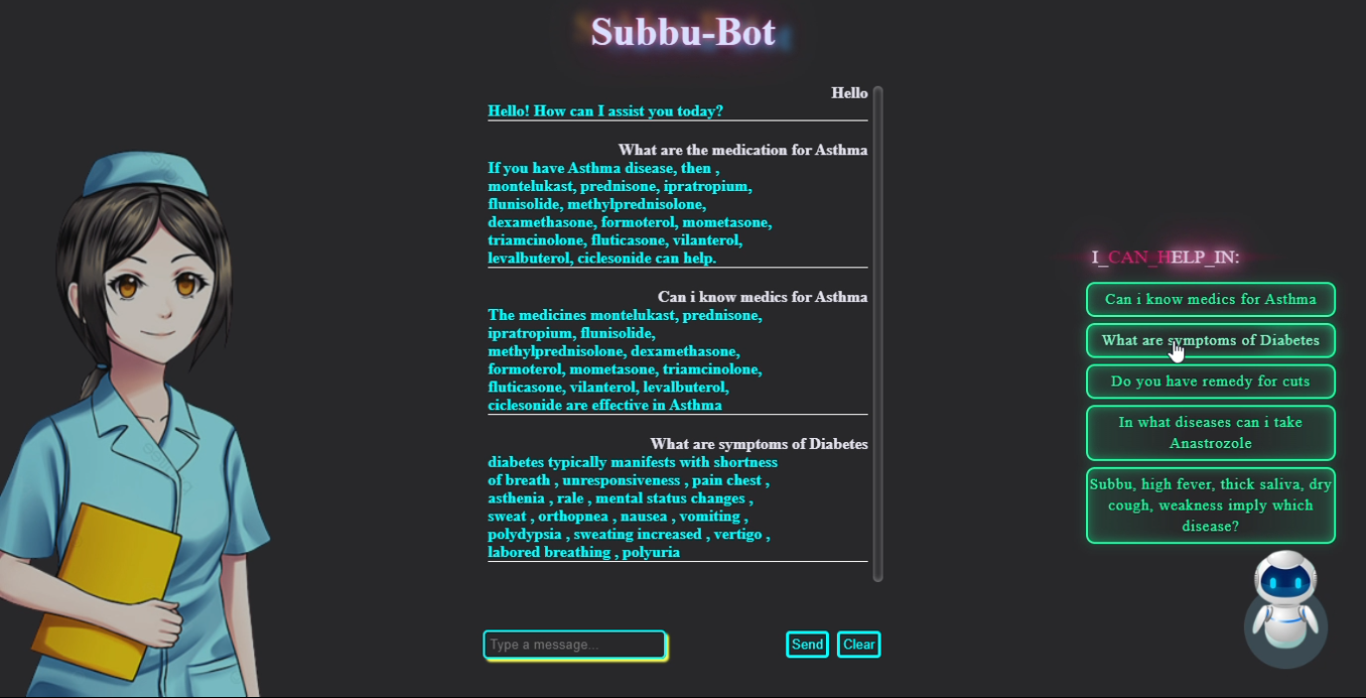 Subbu-Bot
Hello
Hello! How can I assist you today?
What are the medication for Asthma
If you have Asthma disease, then ,
montelukast, prednisone, ipratropium,
flunisolide, methylprednisolone,
dexamethasone, formoterol, mometasone,
triamcinolone, fluticasone, vilanterol,
levalbuterol, ciclesonide can help.
Can i know medics for Asthma
The medicines montelukast, prednisone,
ipratropium, flunisolide,
methylprednisolone, dexamethasone,
formoterol, mometasone, triamcinolone,
fluticasone, vilanterol, levalbuterol,
ciclesonide are effective in Asthma
What are symptoms of Diabetes
diabetes typically manifests with shortness
of breath , unresponsiveness , pain chest ,
asthenia , rale , mental status changes ,
sweat , orthopnea , nausea , vomiting ,
polydypsia , sweating increased , vertigo ,
labored breathing , polyuria
Type a message...
Send
Clear
I_CAN_HELP_IN:
Can i know medics for Asthma
What are symptoms of Diabetes
Do you have remedy for cuts
In what diseases can i take
Anastrozole
Subbu, high fever, thick saliva, dry
cough, weakness imply which
disease?